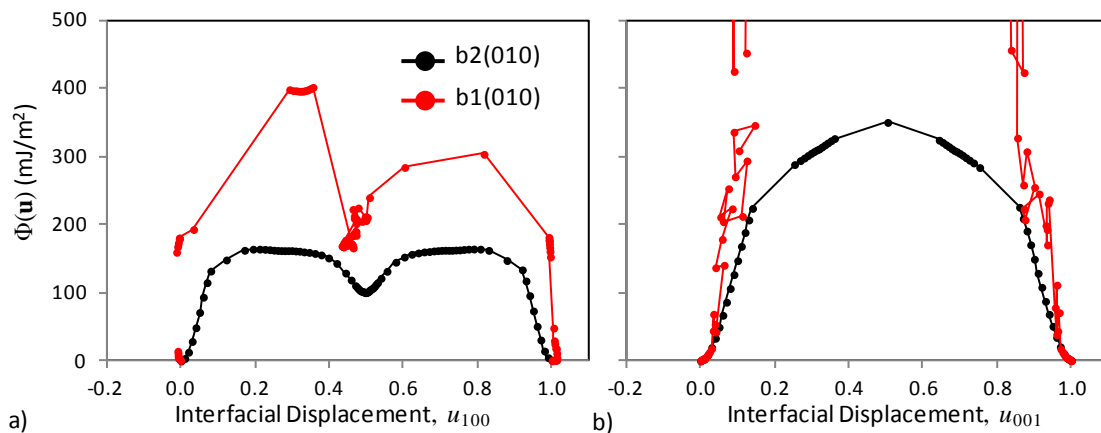 500
400
300
200
100
0
Φ(u) (mJ/m²)
b2(010)
b1(010)
-0.2 0.0 0.2 0.4 0.6 0.8 1.0
-0.2 0.0 0.2 0.4 0.6 0.8 1.0
a) Interfacial Displacement, u₁₀₀
b) Interfacial Displacement, u₀₀₁